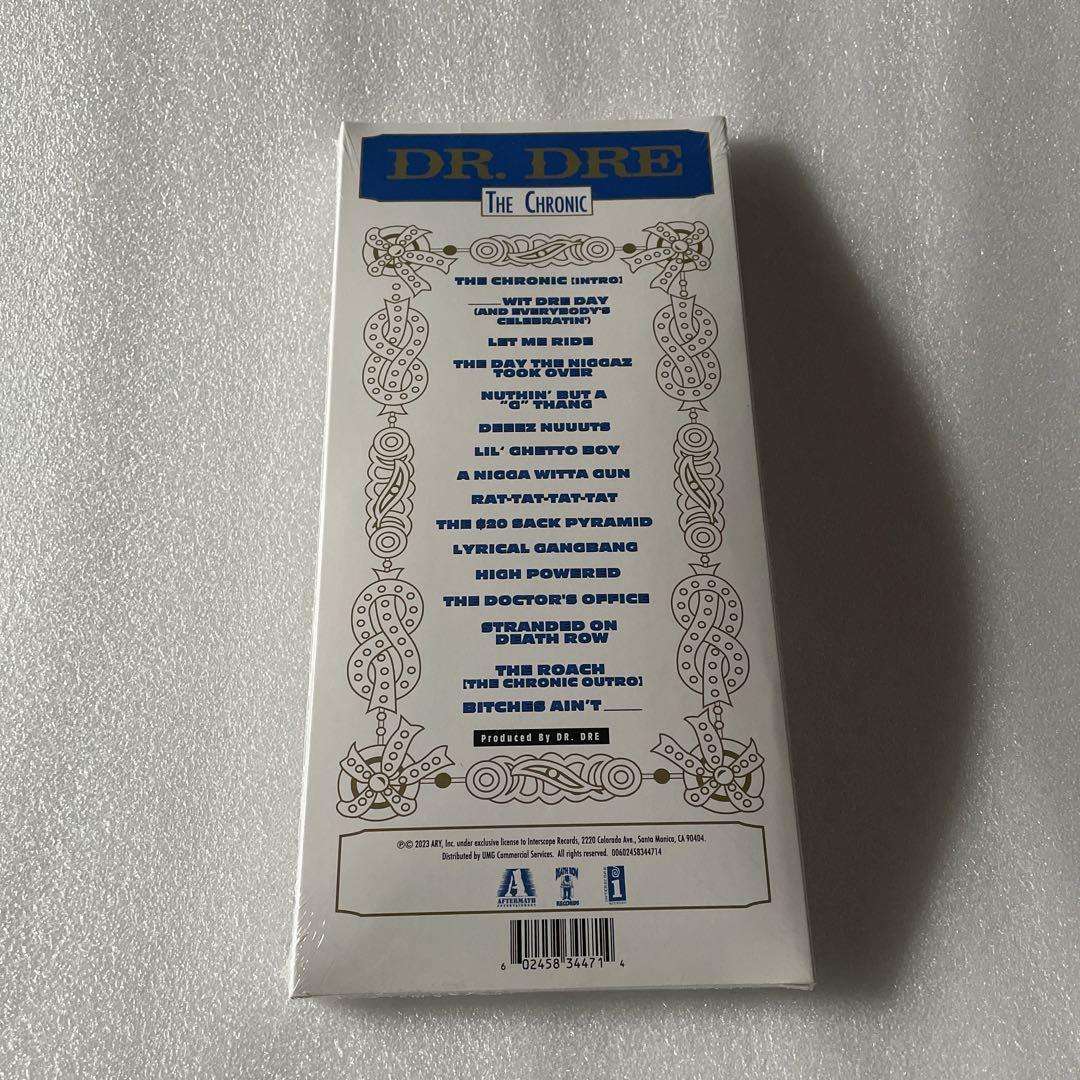 DR. DRE
THE CHRONIC
THE CHRONIC [INTRO]
____WIT DRE DAY
(AND EVERYBODY'S
CELEBRATIN')
LET ME RIDE
THE DAY THE NIGGAZ
TOOK OVER
NUTHIN' BUT A
"G" THANG
DEEEZ NUUUTS
LIL' GHETTO BOY
A NIGGA WITTA GUN
RAT-TAT-TAT-TAT
THE $20 SACK PYRAMID
LYRICAL GANGBANG
HIGH POWERED
THE DOCTOR'S OFFICE
STRANDED ON
DEATH ROW
THE ROACH
[THE CHRONIC OUTRO]
BITCHES AIN'T____
Produced By DR. DRE
℗© 2023 ARY, Inc. under exclusive license to Interscope Records, 2220 Colorado Ave., Santa Monica, CA 90404.
Distributed by UMG Commercial Services. All rights reserved. 00602458344714
A
AFTERMATH
ENTERTAINMENT
DEATH ROW
RECORDS
INTERSCOPE
i
RECORDS
6 02458 34471 4